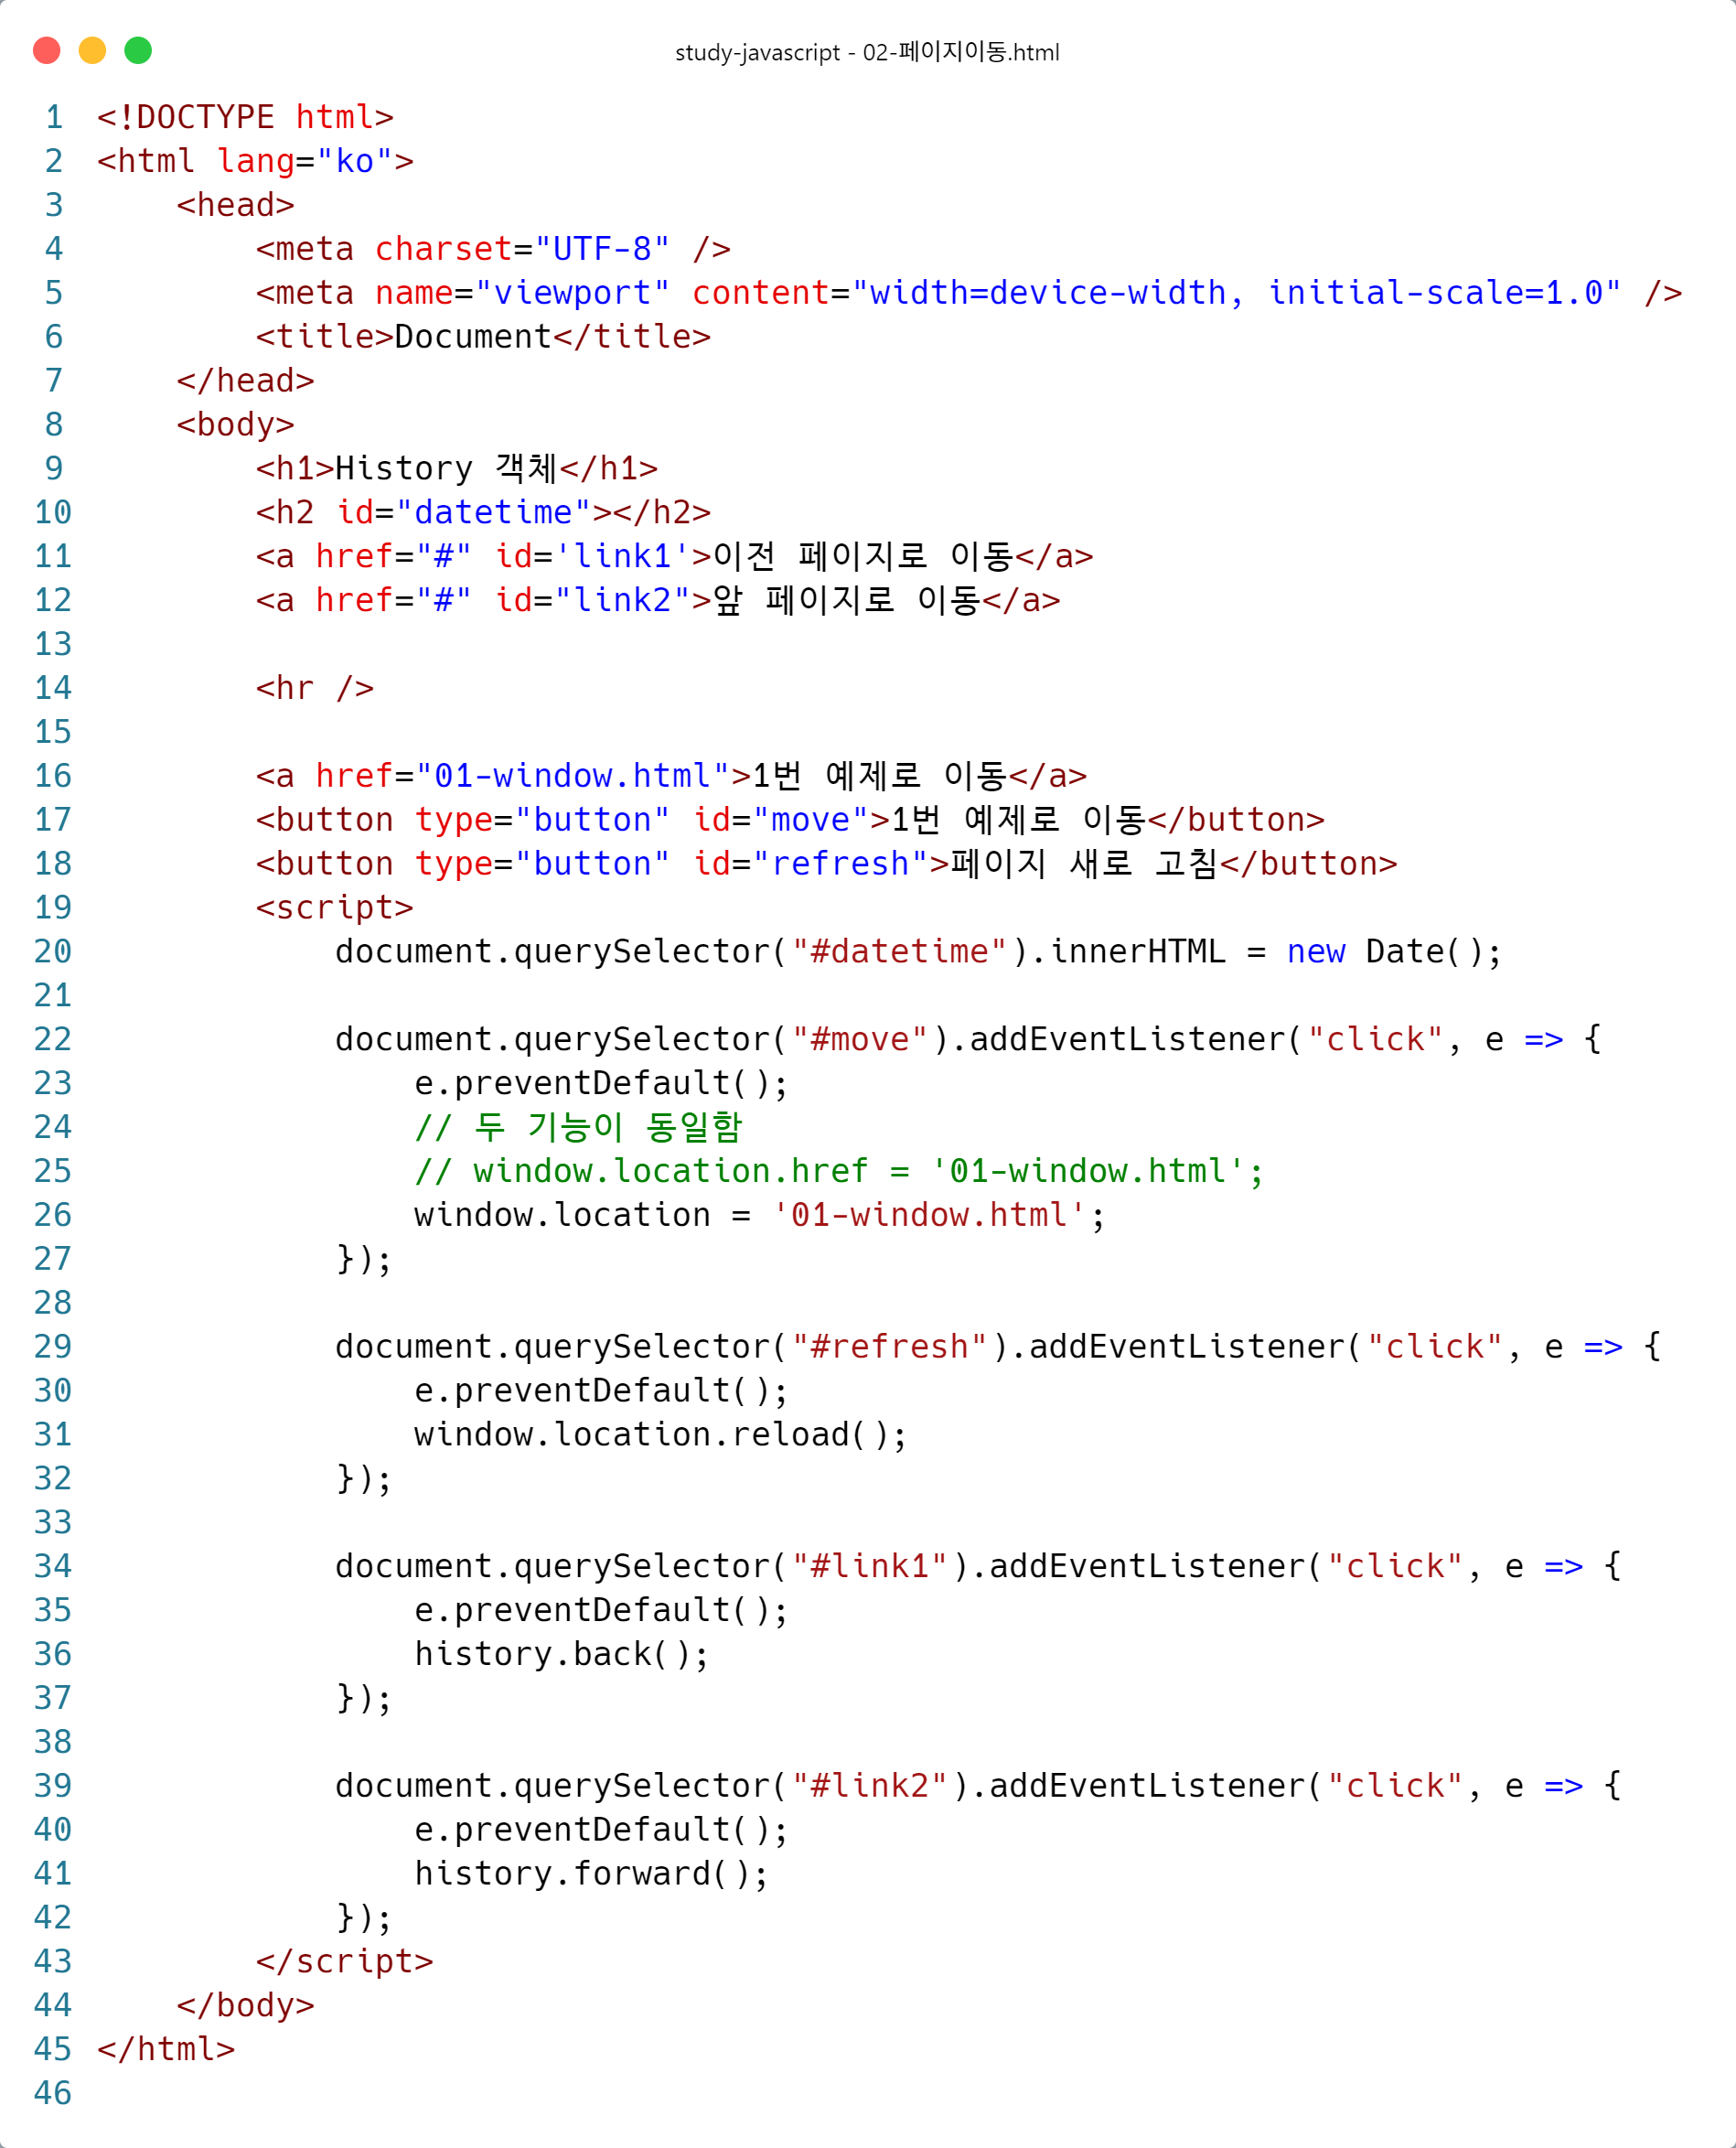 study-javascript - 02-페이지이동.html
1 <!DOCTYPE html>
2 <html lang="ko">
3     <head>
4         <meta charset="UTF-8" />
5         <meta name="viewport" content="width=device-width, initial-scale=1.0" />
6         <title>Document</title>
7     </head>
8     <body>
9         <h1>History 객체</h1>
10         <h2 id="datetime"></h2>
11         <a href="#" id='link1'>이전 페이지로 이동</a>
12         <a href="#" id="link2">앞 페이지로 이동</a>
13
14         <hr />
15
16         <a href="01-window.html">1번 예제로 이동</a>
17         <button type="button" id="move">1번 예제로 이동</button>
18         <button type="button" id="refresh">페이지 새로 고침</button>
19         <script>
20             document.querySelector("#datetime").innerHTML = new Date();
21
22             document.querySelector("#move").addEventListener("click", e => {
23                 e.preventDefault();
24                 // 두 기능이 동일함
25                 // window.location.href = '01-window.html';
26                 window.location = '01-window.html';
27             });
28
29             document.querySelector("#refresh").addEventListener("click", e => {
30                 e.preventDefault();
31                 window.location.reload();
32             });
33
34             document.querySelector("#link1").addEventListener("click", e => {
35                 e.preventDefault();
36                 history.back();
37             });
38
39             document.querySelector("#link2").addEventListener("click", e => {
40                 e.preventDefault();
41                 history.forward();
42             });
43         </script>
44     </body>
45 </html>
46